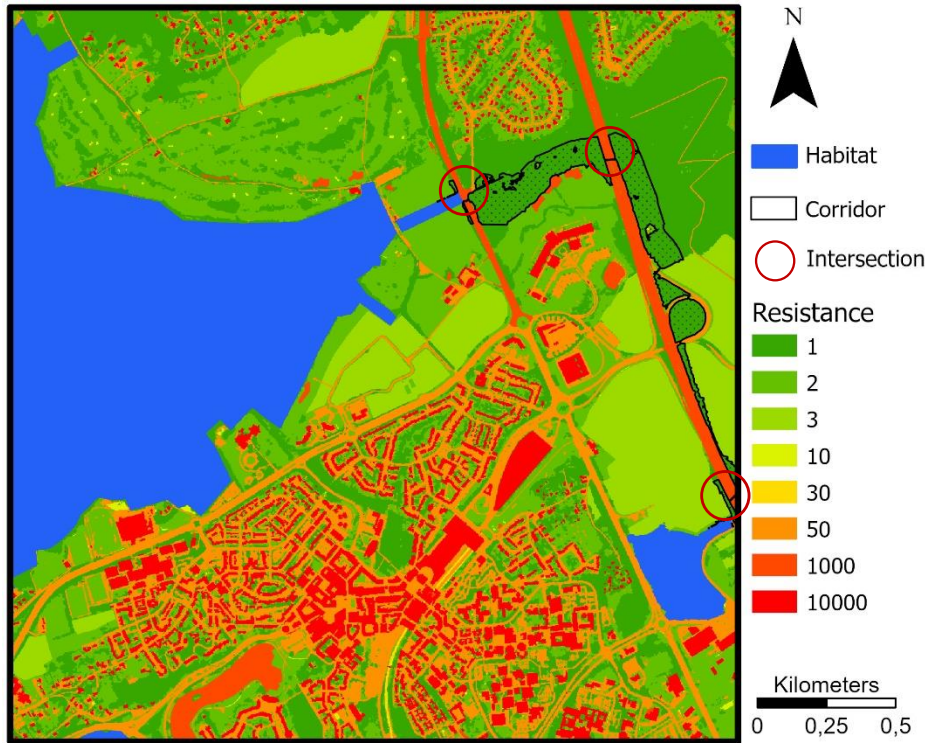 N
Habitat
Corridor
Intersection
Resistance
1
2
3
10
30
50
1000
10000
Kilometers
0 0,25 0,5